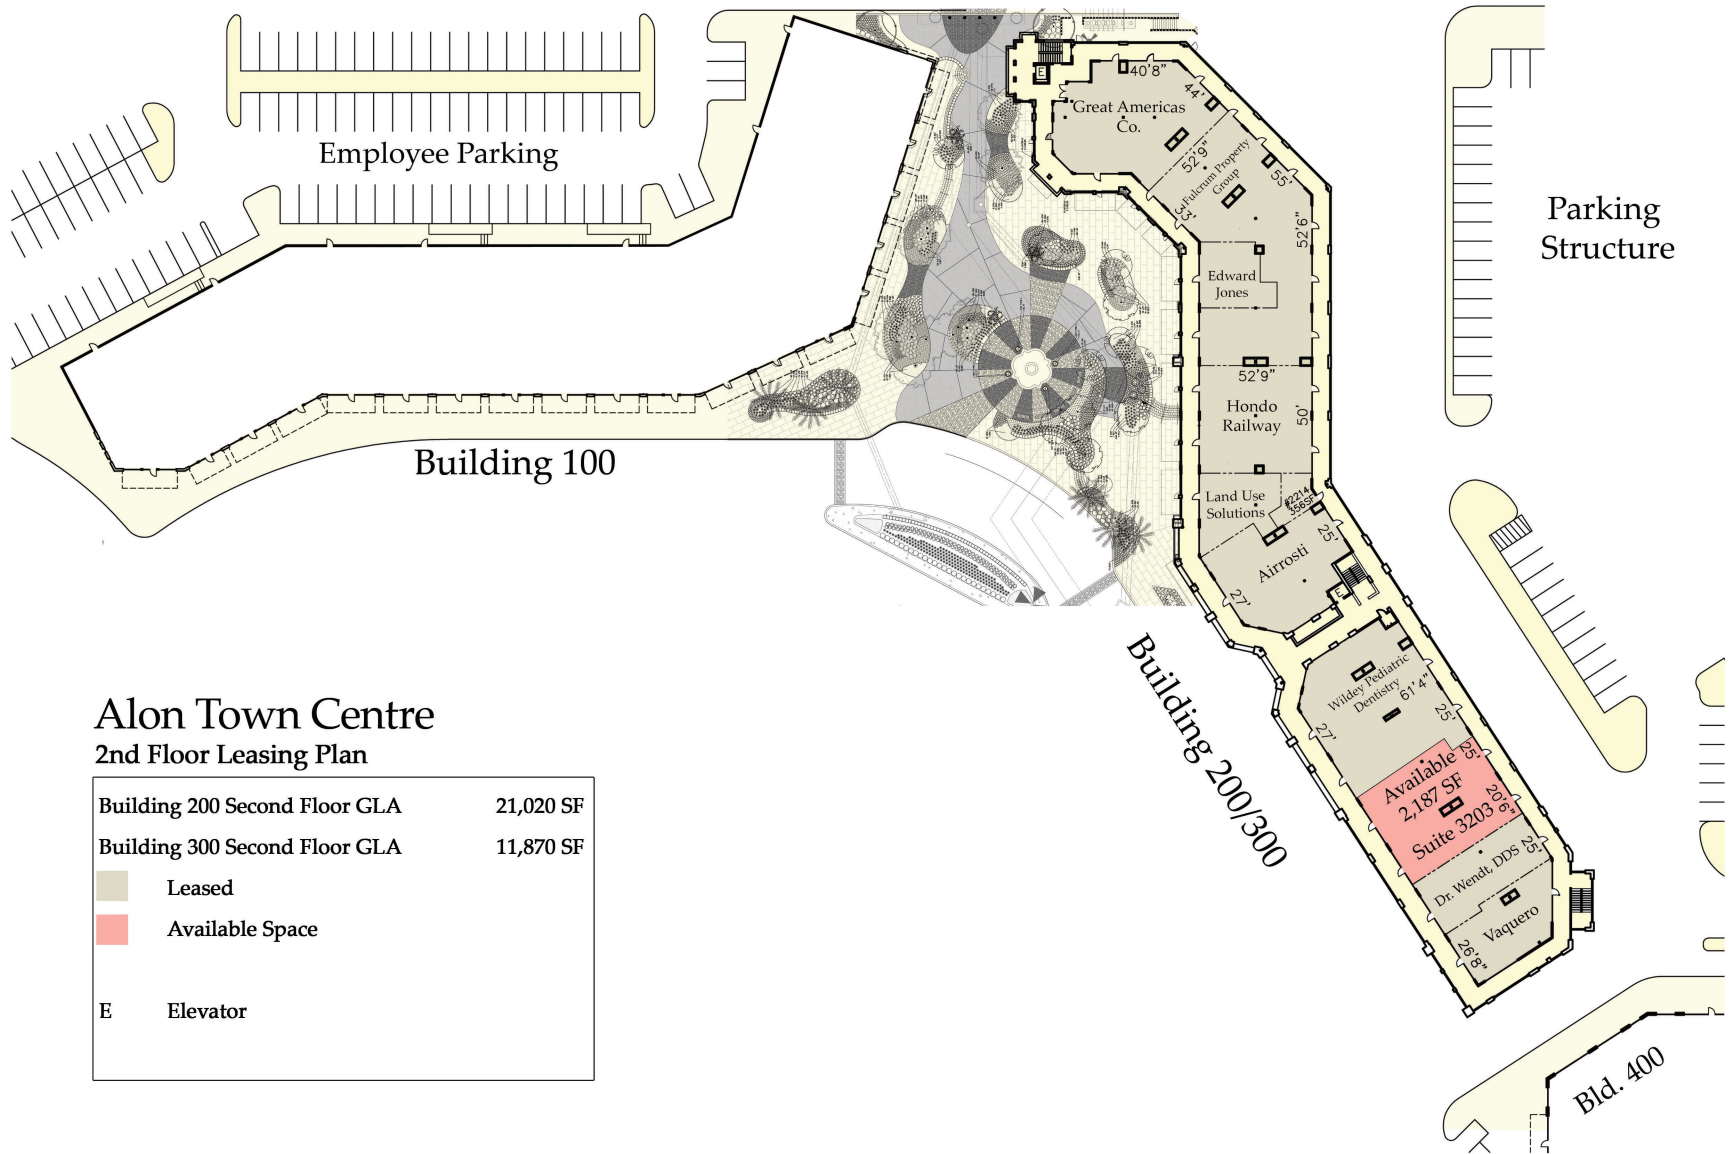 E
40'8"
44'
Great Americas
Co.
Employee Parking
52'9"
Fulcrum Property
Group
55'
33'
52'6"
Parking
Structure
Edward
Jones
52'9"
Hondo
Railway
50'
Building 100
Land Use
Solutions
#2214
356SF
25'
Airrosti
27'
E
Building 200/300
Wildey Pediatric
Dentistry
61'4"
25'
27'
25'
Available
2,187 SF
Suite 3203
20'6"
Dr. Wendt, DDS
25'
Vaquero
26'8"
Bld. 400
Alon Town Centre
2nd Floor Leasing Plan
Building 200 Second Floor GLA 21,020 SF
Building 300 Second Floor GLA 11,870 SF
Leased
Available Space
E Elevator